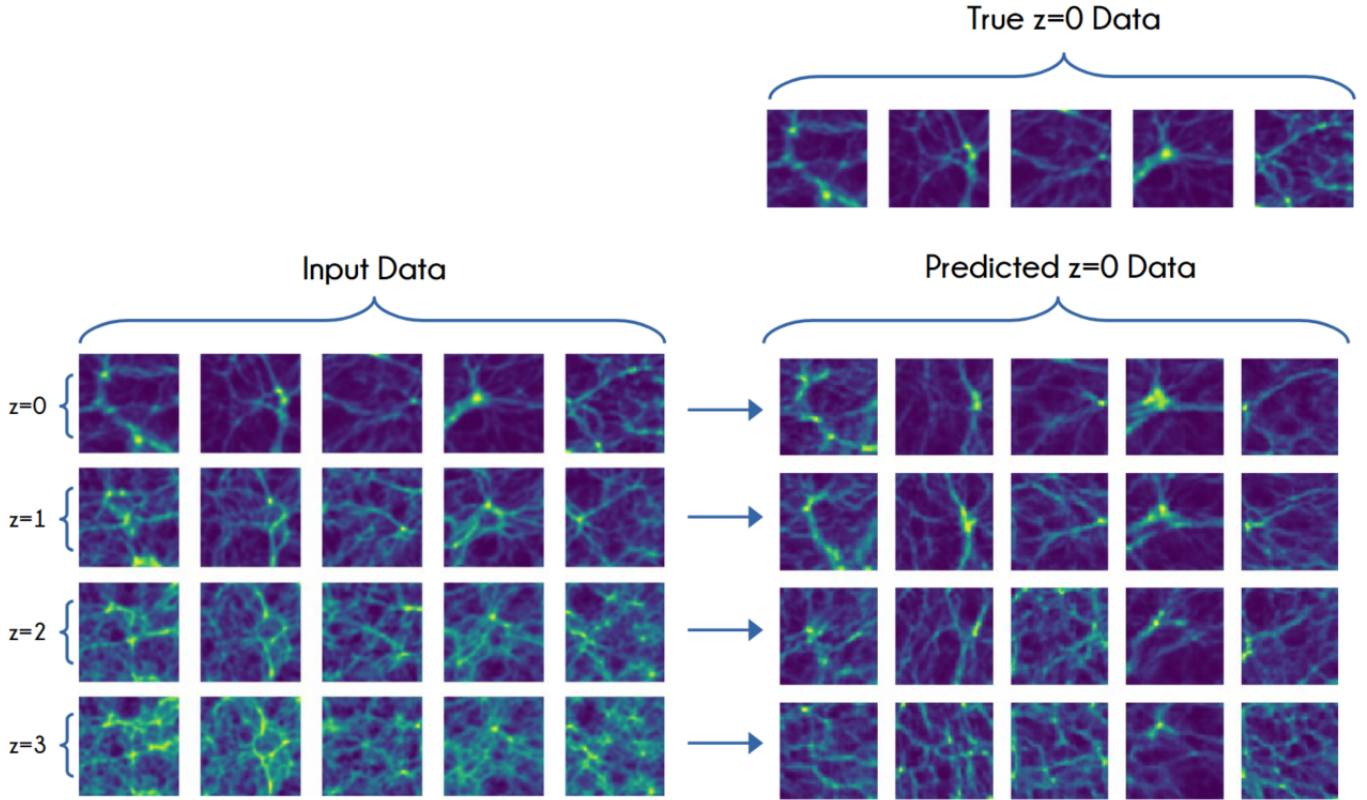 True z=0 Data
Input Data
Predicted z=0 Data
z=0
z=1
z=2
z=3